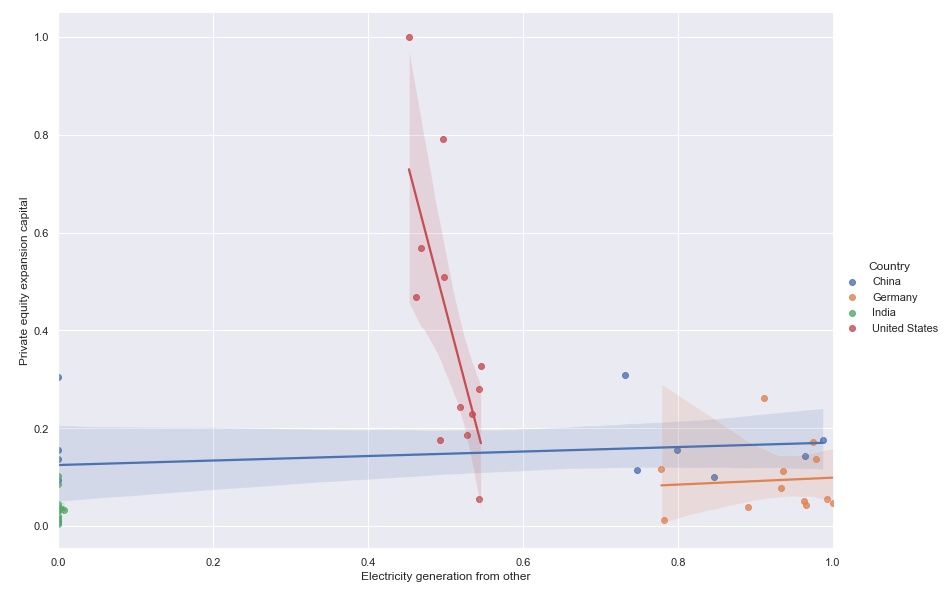 1.0
0.8
0.6
0.4
0.2
0.0
Private equity expansion capital
0.0 0.2 0.4 0.6 0.8 1.0
Electricity generation from other
Country
China
Germany
India
United States